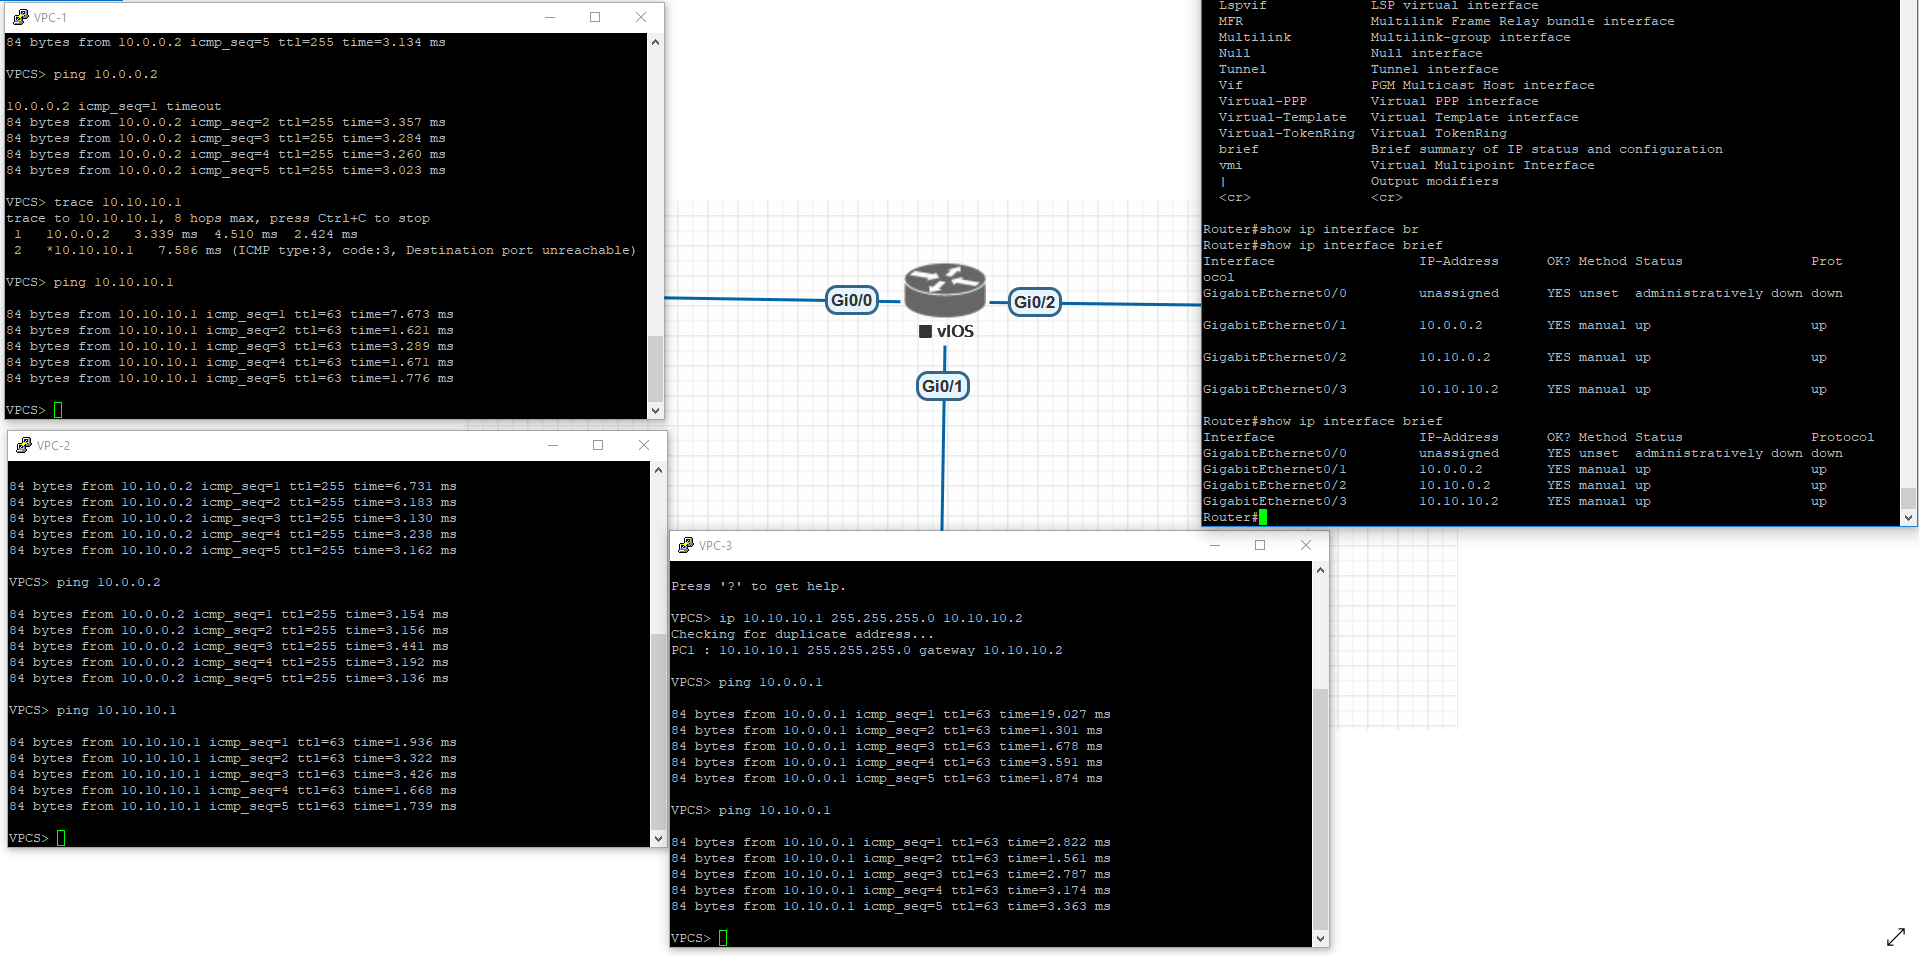 VPC-1
84 bytes from 10.0.0.2 icmp_seq=5 ttl=255 time=3.134 ms
VPCS> ping 10.0.0.2
10.0.0.2 icmp_seq=1 timeout
84 bytes from 10.0.0.2 icmp_seq=2 ttl=255 time=3.357 ms
84 bytes from 10.0.0.2 icmp_seq=3 ttl=255 time=3.284 ms
84 bytes from 10.0.0.2 icmp_seq=4 ttl=255 time=3.260 ms
84 bytes from 10.0.0.2 icmp_seq=5 ttl=255 time=3.023 ms
VPCS> trace 10.10.10.1
trace to 10.10.10.1, 8 hops max, press Ctrl+C to stop
1 10.0.0.2 3.339 ms 4.510 ms 2.424 ms
2 *10.10.10.1 7.586 ms (ICMP type:3, code:3, Destination port unreachable)
VPCS> ping 10.10.10.1
84 bytes from 10.10.10.1 icmp_seq=1 ttl=63 time=7.673 ms
84 bytes from 10.10.10.1 icmp_seq=2 ttl=63 time=1.621 ms
84 bytes from 10.10.10.1 icmp_seq=3 ttl=63 time=3.289 ms
84 bytes from 10.10.10.1 icmp_seq=4 ttl=63 time=1.671 ms
84 bytes from 10.10.10.1 icmp_seq=5 ttl=63 time=1.776 ms
VPCS>
VPC-2
84 bytes from 10.10.0.2 icmp_seq=1 ttl=255 time=6.731 ms
84 bytes from 10.10.0.2 icmp_seq=2 ttl=255 time=3.183 ms
84 bytes from 10.10.0.2 icmp_seq=3 ttl=255 time=3.130 ms
84 bytes from 10.10.0.2 icmp_seq=4 ttl=255 time=3.238 ms
84 bytes from 10.10.0.2 icmp_seq=5 ttl=255 time=3.162 ms
VPCS> ping 10.0.0.2
84 bytes from 10.0.0.2 icmp_seq=1 ttl=255 time=3.154 ms
84 bytes from 10.0.0.2 icmp_seq=2 ttl=255 time=3.156 ms
84 bytes from 10.0.0.2 icmp_seq=3 ttl=255 time=3.441 ms
84 bytes from 10.0.0.2 icmp_seq=4 ttl=255 time=3.192 ms
84 bytes from 10.0.0.2 icmp_seq=5 ttl=255 time=3.136 ms
VPCS> ping 10.10.10.1
84 bytes from 10.10.10.1 icmp_seq=1 ttl=63 time=1.936 ms
84 bytes from 10.10.10.1 icmp_seq=2 ttl=63 time=3.322 ms
84 bytes from 10.10.10.1 icmp_seq=3 ttl=63 time=3.426 ms
84 bytes from 10.10.10.1 icmp_seq=4 ttl=63 time=1.668 ms
84 bytes from 10.10.10.1 icmp_seq=5 ttl=63 time=1.739 ms
VPCS>
Gi0/0
Gi0/2
vIOS
Gi0/1
VPC-3
Press '?' to get help.
VPCS> ip 10.10.10.1 255.255.255.0 10.10.10.2
Checking for duplicate address...
PC1 : 10.10.10.1 255.255.255.0 gateway 10.10.10.2
VPCS> ping 10.0.0.1
84 bytes from 10.0.0.1 icmp_seq=1 ttl=63 time=19.027 ms
84 bytes from 10.0.0.1 icmp_seq=2 ttl=63 time=1.301 ms
84 bytes from 10.0.0.1 icmp_seq=3 ttl=63 time=1.678 ms
84 bytes from 10.0.0.1 icmp_seq=4 ttl=63 time=3.591 ms
84 bytes from 10.0.0.1 icmp_seq=5 ttl=63 time=1.874 ms
VPCS> ping 10.10.0.1
84 bytes from 10.10.0.1 icmp_seq=1 ttl=63 time=2.822 ms
84 bytes from 10.10.0.1 icmp_seq=2 ttl=63 time=1.561 ms
84 bytes from 10.10.0.1 icmp_seq=3 ttl=63 time=2.787 ms
84 bytes from 10.10.0.1 icmp_seq=4 ttl=63 time=3.174 ms
84 bytes from 10.10.0.1 icmp_seq=5 ttl=63 time=3.363 ms
VPCS>
Lspvif LSP virtual interface
MFR Multilink Frame Relay bundle interface
Multilink Multilink-group interface
Null Null interface
Tunnel Tunnel interface
Vif PGM Multicast Host interface
Virtual-PPP Virtual PPP interface
Virtual-Template Virtual Template interface
Virtual-TokenRing Virtual TokenRing
brief Brief summary of IP status and configuration
vmi Virtual Multipoint Interface
| Output modifiers
<cr> <cr>
Router#show ip interface br
Router#show ip interface brief
Interface IP-Address OK? Method Status Prot
ocol
GigabitEthernet0/0 unassigned YES unset administratively down down
GigabitEthernet0/1 10.0.0.2 YES manual up up
GigabitEthernet0/2 10.10.0.2 YES manual up up
GigabitEthernet0/3 10.10.10.2 YES manual up up
Router#show ip interface brief
Interface IP-Address OK? Method Status Protocol
GigabitEthernet0/0 unassigned YES unset administratively down down
GigabitEthernet0/1 10.0.0.2 YES manual up up
GigabitEthernet0/2 10.10.0.2 YES manual up up
GigabitEthernet0/3 10.10.10.2 YES manual up up
Router#